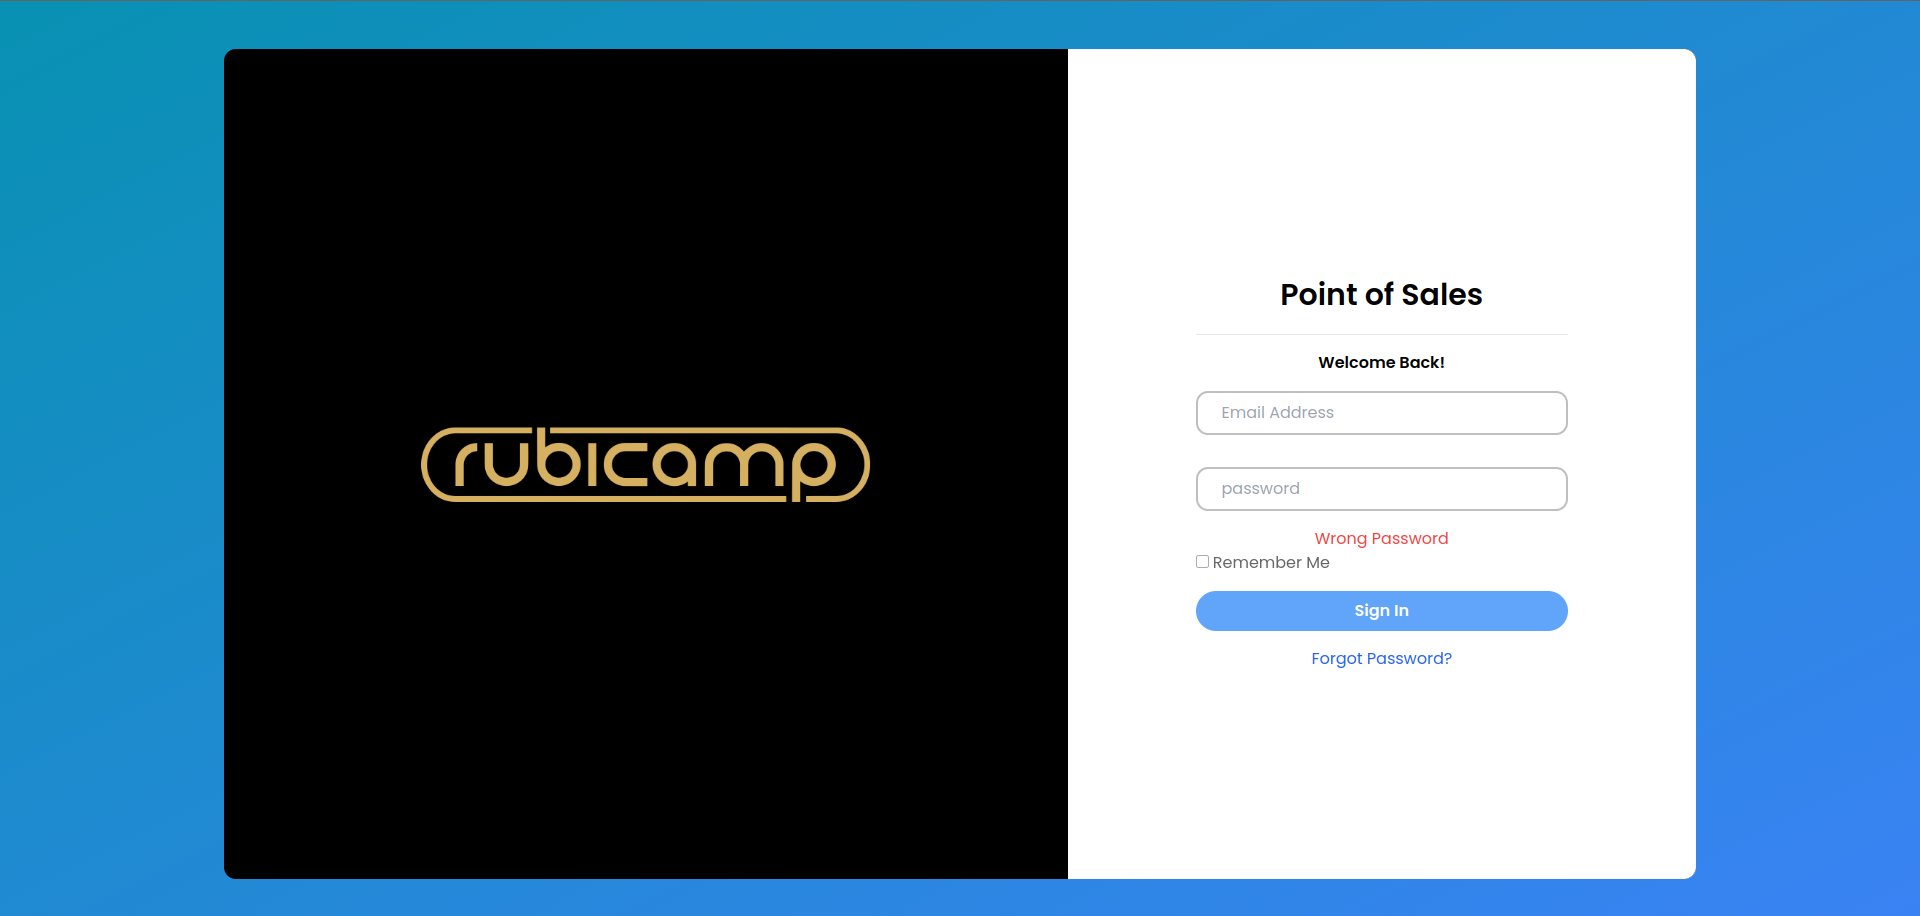 rubicamp
Point of Sales
Welcome Back!
Email Address
password
Wrong Password
Remember Me
Sign In
Forgot Password?